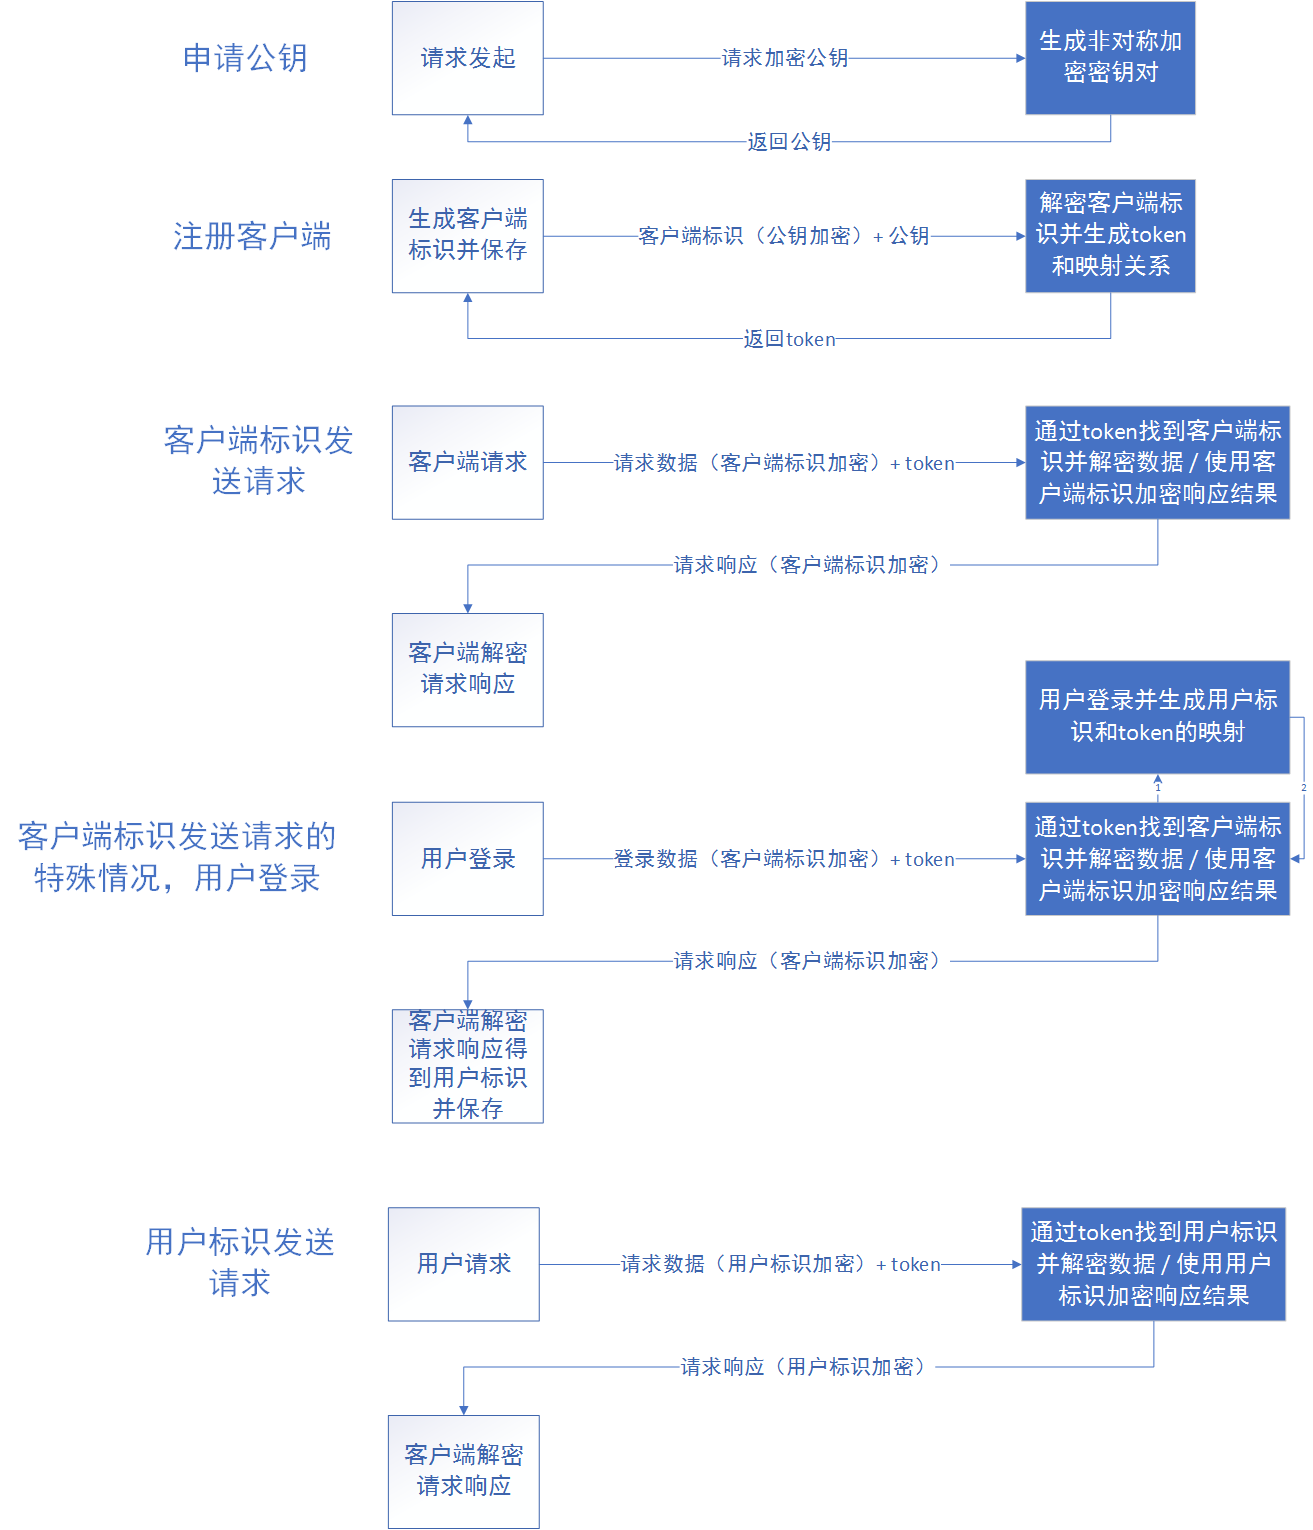 申请公钥
请求发起
请求加密公钥
生成非对称加
密密钥对
返回公钥
注册客户端
生成客户端
标识并保存
客户端标识（公钥加密）+ 公钥
解密客户端标
识并生成token
和映射关系
返回token
客户端标识发
送请求
客户端请求
请求数据（客户端标识加密）+ token
通过token找到客户端标
识并解密数据 / 使用客
户端标识加密响应结果
请求响应（客户端标识加密）
客户端解密
请求响应
用户登录并生成用户标
识和token的映射
1
2
客户端标识发送请求的
特殊情况，用户登录
用户登录
登录数据（客户端标识加密）+ token
通过token找到客户端标
识并解密数据 / 使用客
户端标识加密响应结果
请求响应（客户端标识加密）
客户端解密
请求响应得
到用户标识
并保存
用户标识发送
请求
用户请求
请求数据（用户标识加密）+ token
通过token找到用户标识
并解密数据 / 使用用户
标识加密响应结果
请求响应（用户标识加密）
客户端解密
请求响应